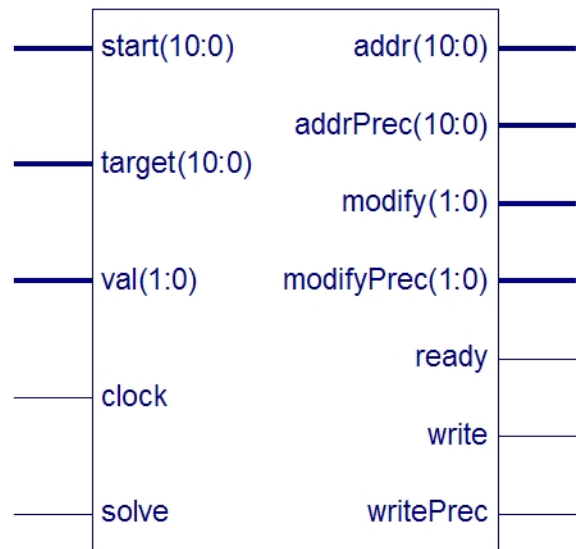 start(10:0)
addr(10:0)
addrPrec(10:0)
target(10:0)
modify(1:0)
val(1:0)
modifyPrec(1:0)
ready
clock
write
solve
writePrec